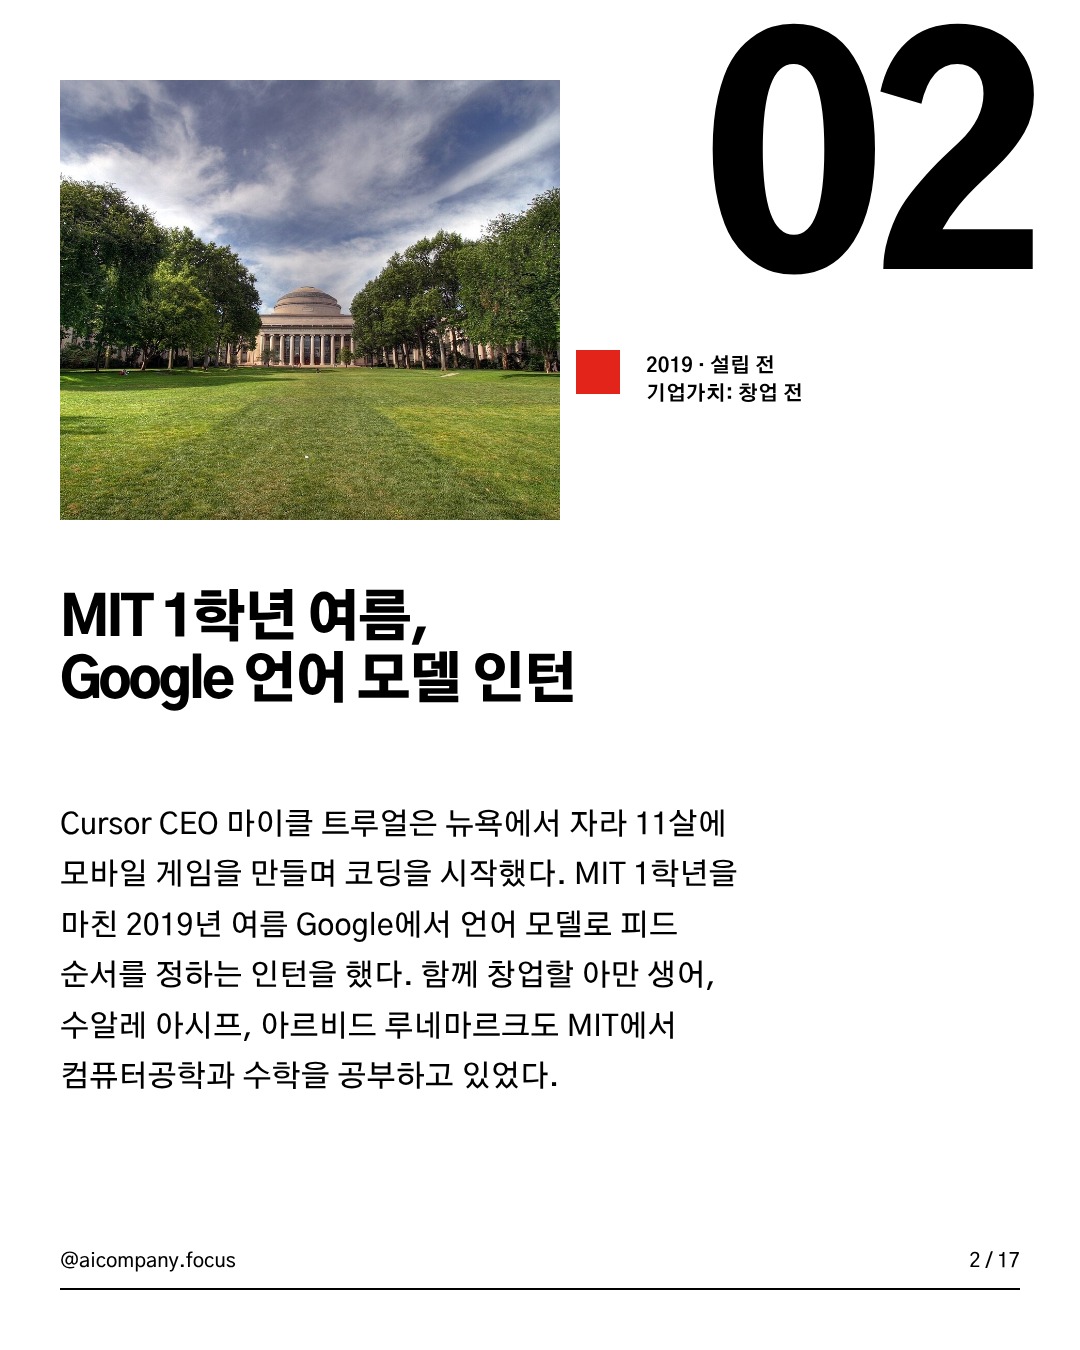 02
2019 · 설립 전
기업가치: 창업 전
MIT 1학년 여름,
Google 언어 모델 인턴
Cursor CEO 마이클 트루얼은 뉴욕에서 자라 11살에
모바일 게임을 만들며 코딩을 시작했다. MIT 1학년을
마친 2019년 여름 Google에서 언어 모델로 피드
순서를 정하는 인턴을 했다. 함께 창업할 아만 생어,
수알레 아시프, 아르비드 루네마르크도 MIT에서
컴퓨터공학과 수학을 공부하고 있었다.
@aicompany.focus
2 / 17